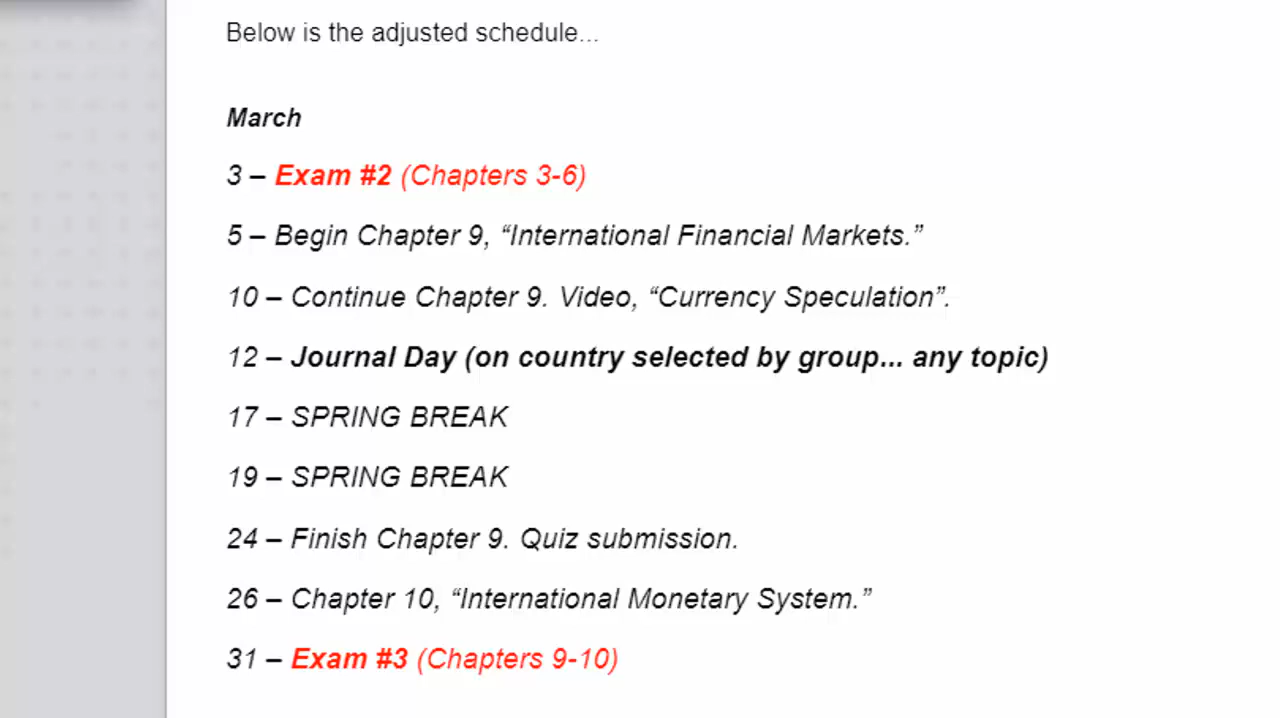 Below is the adjusted schedule...
March
3 – Exam #2 (Chapters 3-6)
5 – Begin Chapter 9, “International Financial Markets.”
10 – Continue Chapter 9. Video, “Currency Speculation”.
12 – Journal Day (on country selected by group... any topic)
17 – SPRING BREAK
19 – SPRING BREAK
24 – Finish Chapter 9. Quiz submission.
26 – Chapter 10, “International Monetary System.”
31 – Exam #3 (Chapters 9-10)